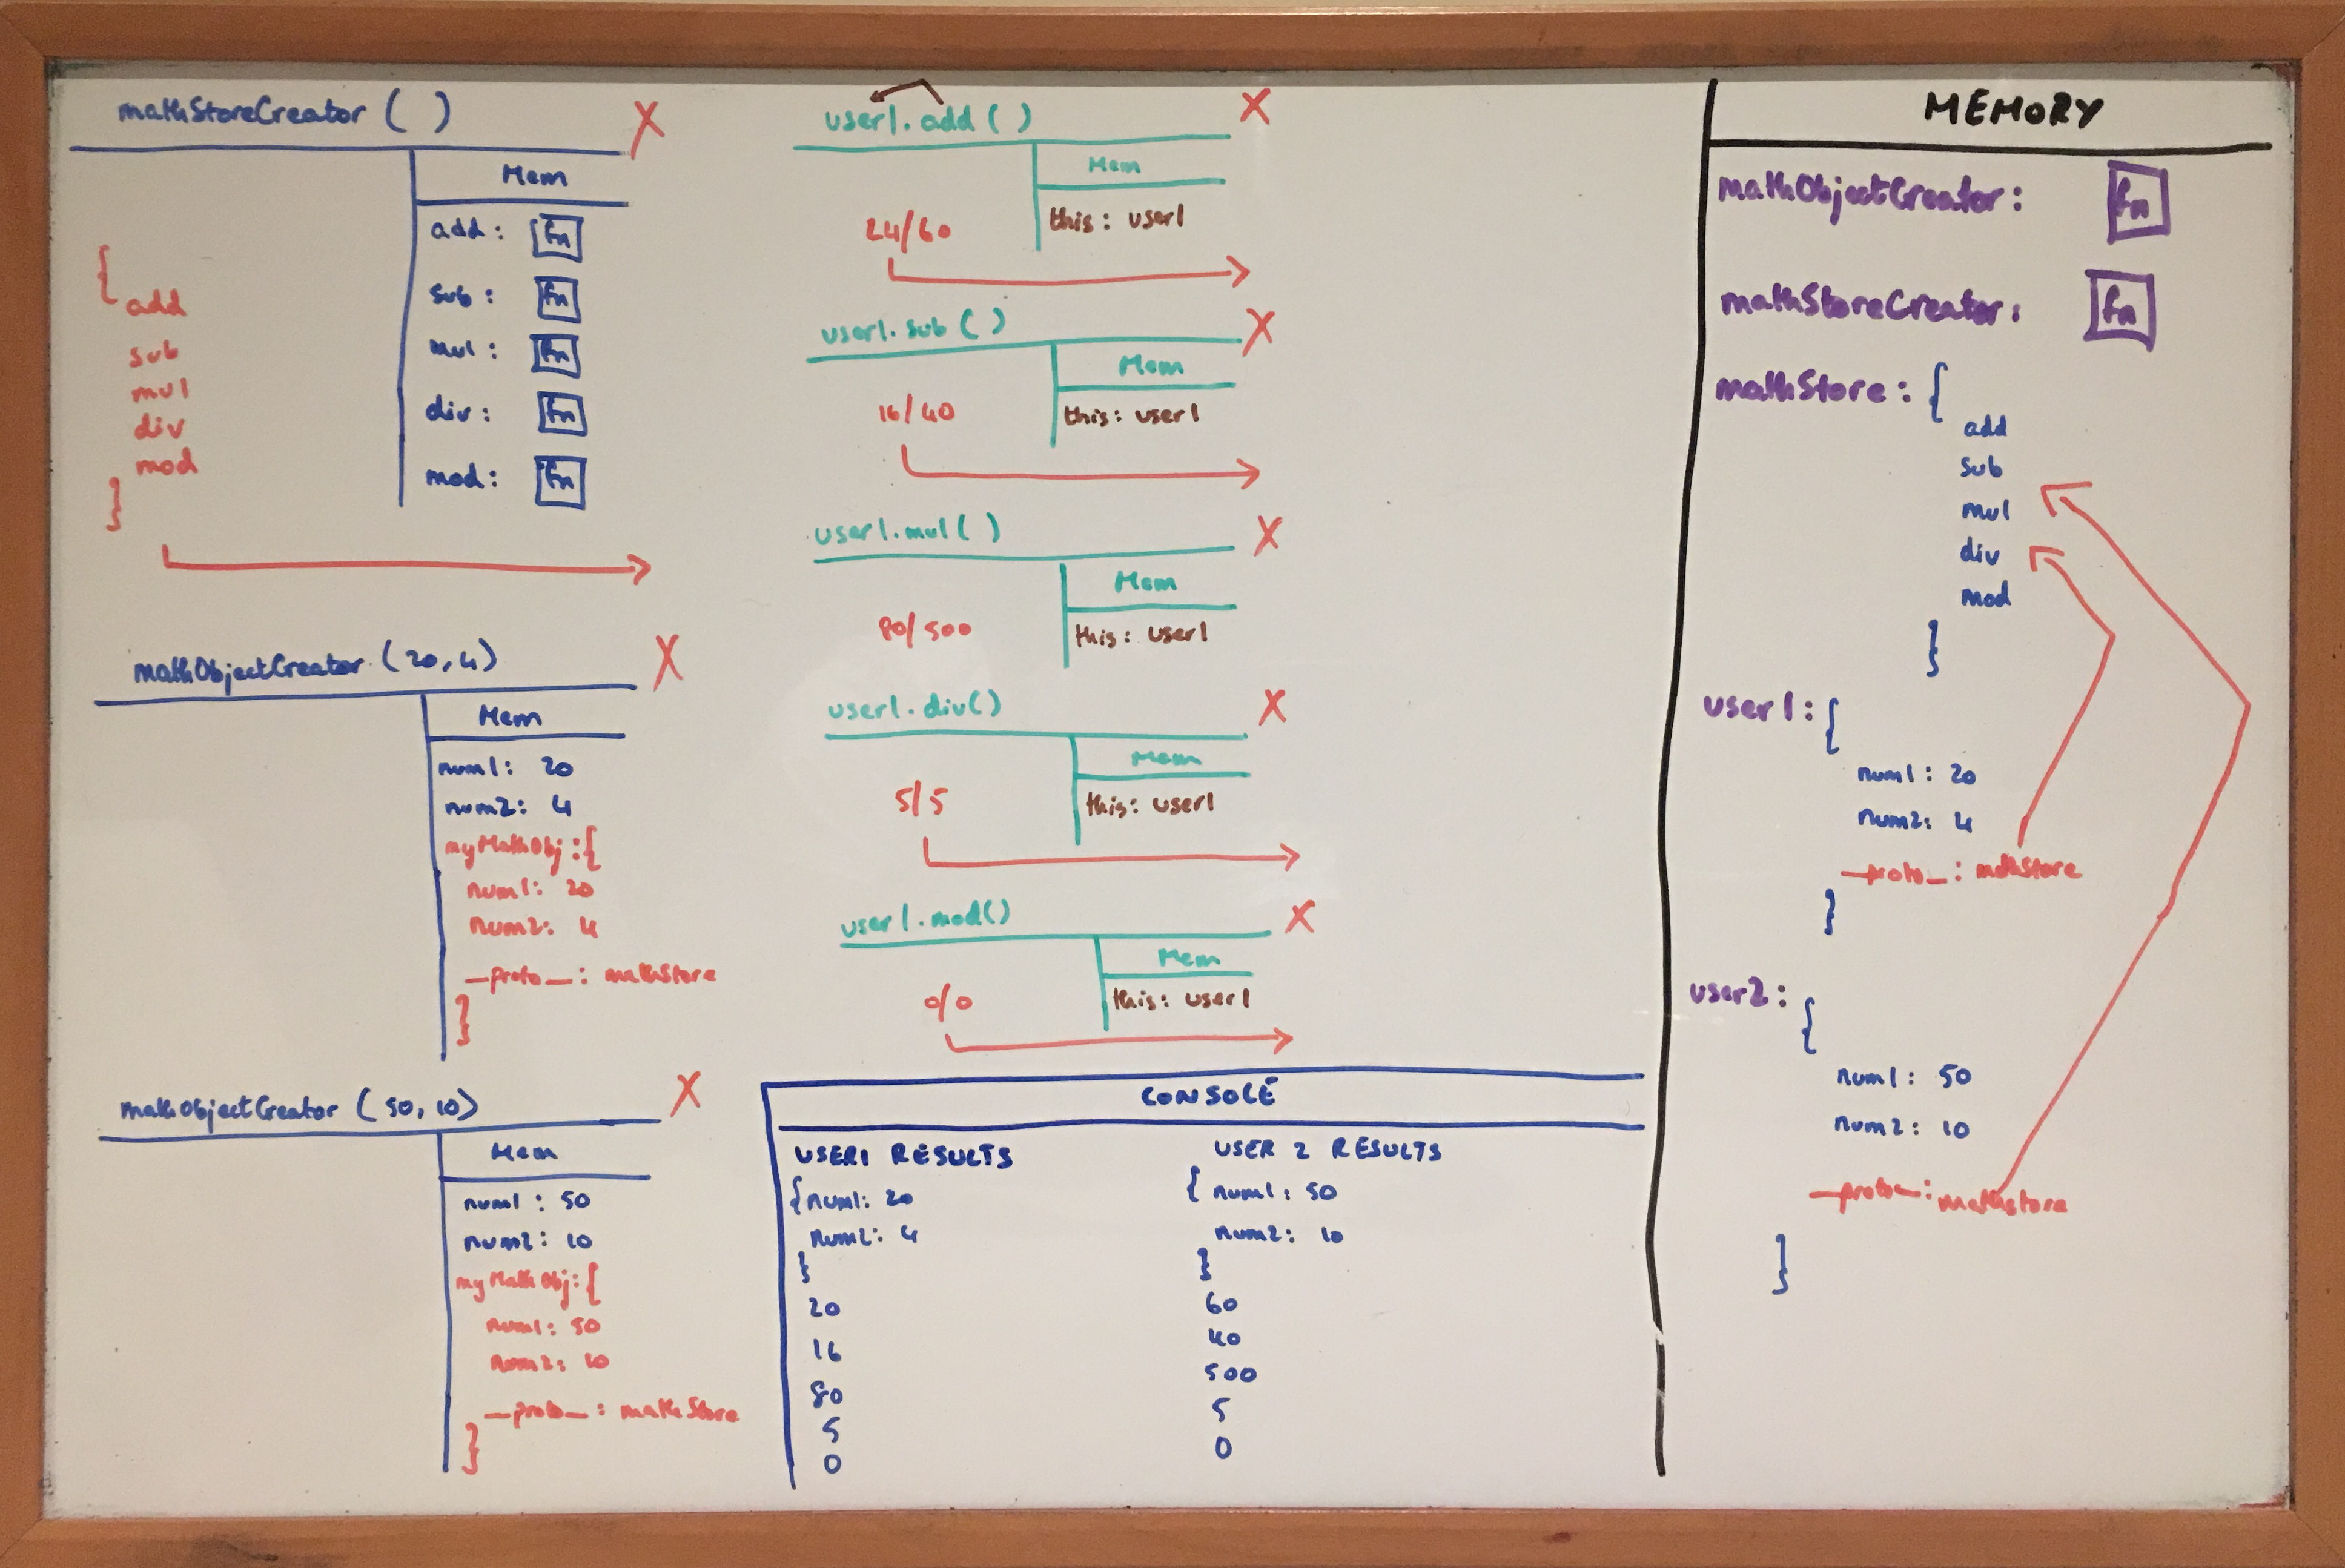 mathStoreCreator ( )
X
Mem
add : fn
sub : fn
mul : fn
div : fn
mod : fn
{
add
sub
mul
div
mod
}
mathObjectCreator (20, 4)
X
Mem
num1: 20
num2: 4
myMathObj : {
num1: 20
num2: 4
__proto__ : mathStore
}
mathObjectCreator (50, 10)
X
Mem
num1 : 50
num2 : 10
myMathObj: {
num1: 50
num2: 10
__proto__ : mathStore
}
user1.add ( )
X
Mem
this: user1
24/60
user1.sub ( )
X
Mem
this: user1
16/40
user1.mul ( )
X
Mem
this: user1
80/500
user1.div()
X
Mem
this: user1
5/5
user1.mod()
X
Mem
this: user1
0/0
CONSOLE
USER1 RESULTS
{num1: 20
num2: 4
}
20
16
80
5
0
USER 2 RESULTS
{ num1: 50
num2: 10
}
60
40
500
5
0
MEMORY
mathObjectCreator: fn
mathStoreCreator: fn
mathStore: {
add
sub
mul
div
mod
}
user1: {
num1: 20
num2: 4
__proto__: mathStore
}
user2:
{
num1: 50
num2: 10
__proto__: mathstore
}